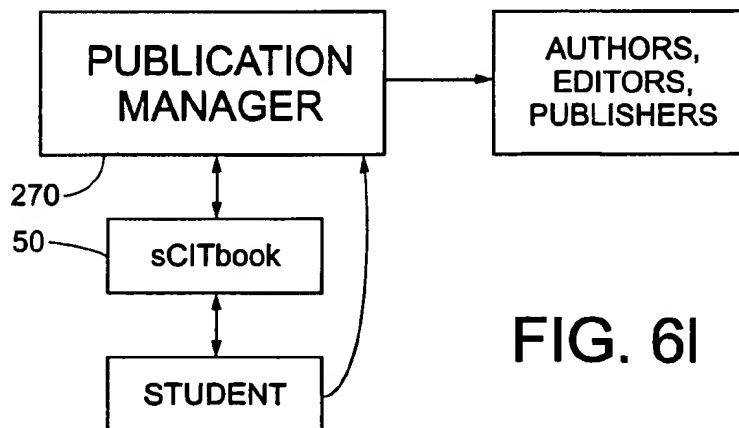 PUBLICATION
MANAGER
AUTHORS,
EDITORS,
PUBLISHERS
270
50
sCITbook
STUDENT
FIG. 6I